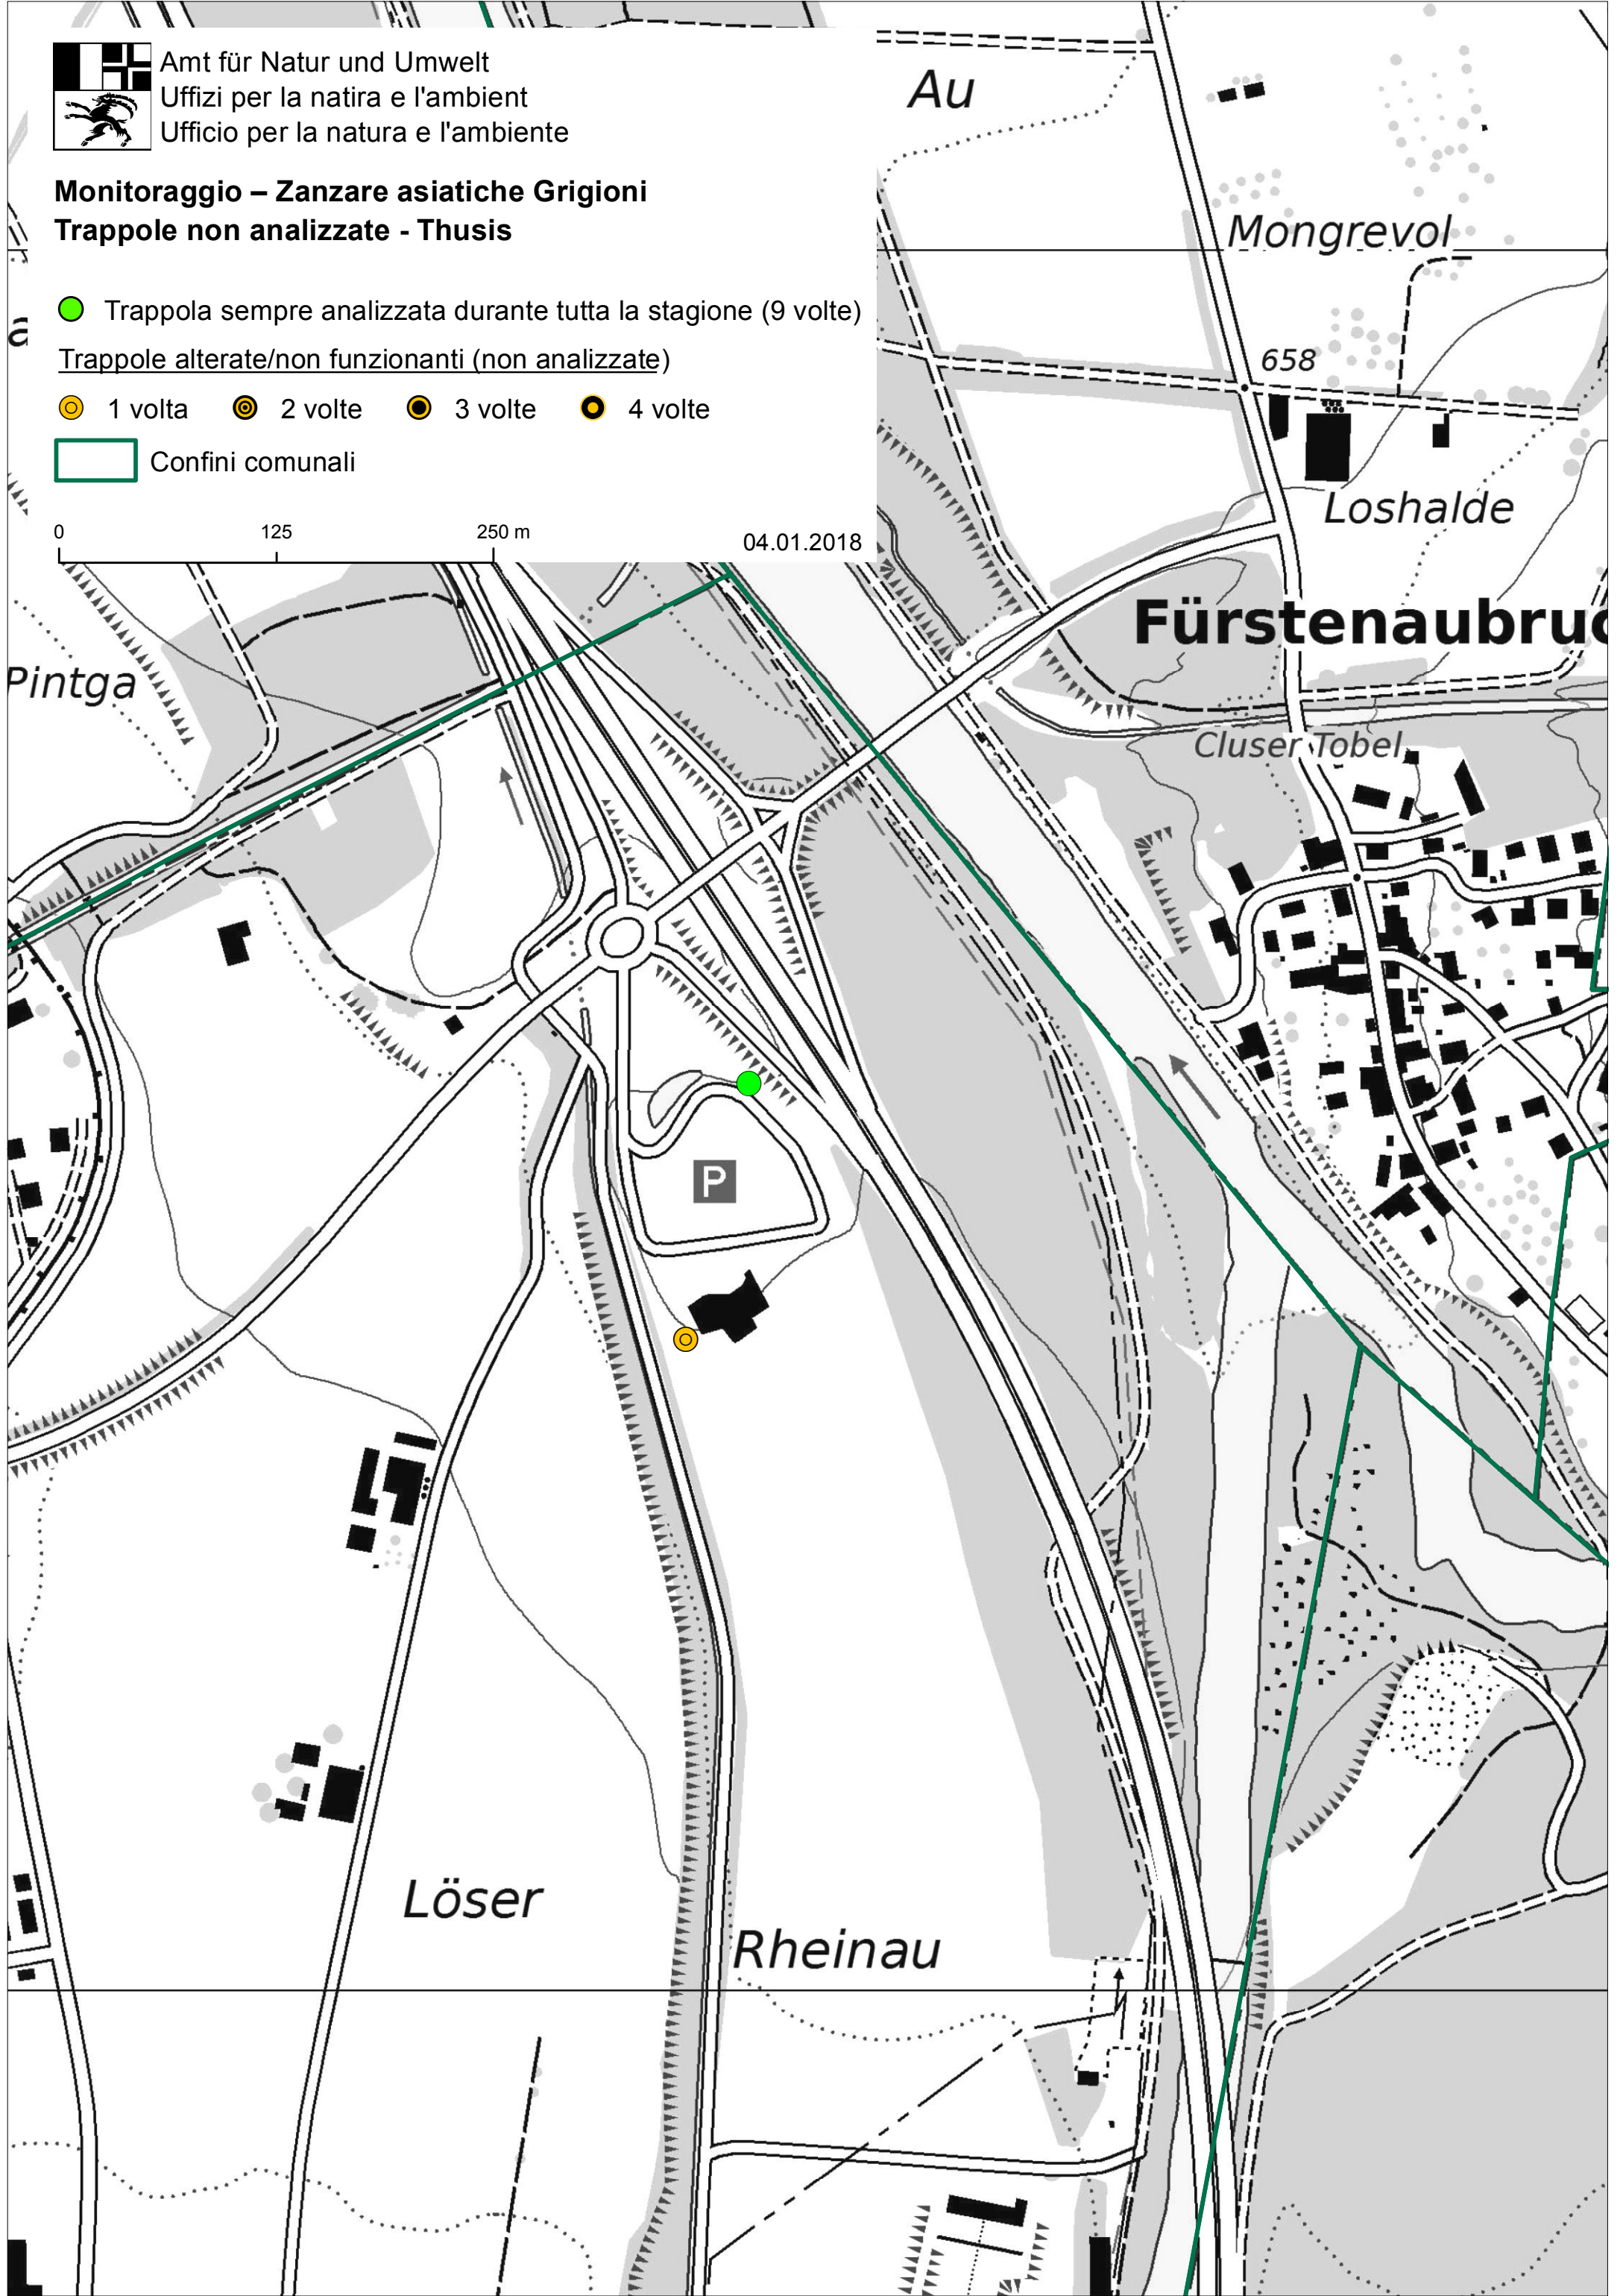 Amt für Natur und Umwelt
Uffizi per la natira e l'ambient
Ufficio per la natura e l'ambiente
Monitoraggio – Zanzare asiatiche Grigioni
Trappole non analizzate - Thusis
Trappola sempre analizzata durante tutta la stagione (9 volte)
Trappole alterate/non funzionanti (non analizzate)
1 volta 2 volte 3 volte 4 volte
Confini comunali
0 125 250 m
04.01.2018
Au
Mongrevol
a
658
Loshalde
Fürstenaubruc
Pintga
Cluser Tobel
P
Löser
Rheinau